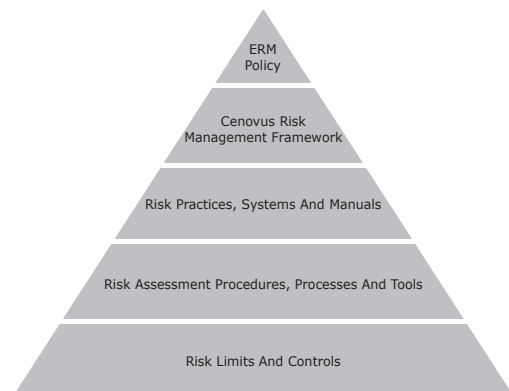 ERM
Policy
Cenovus Risk
Management Framework
Risk Practices, Systems And Manuals
Risk Assessment Procedures, Processes And Tools
Risk Limits And Controls